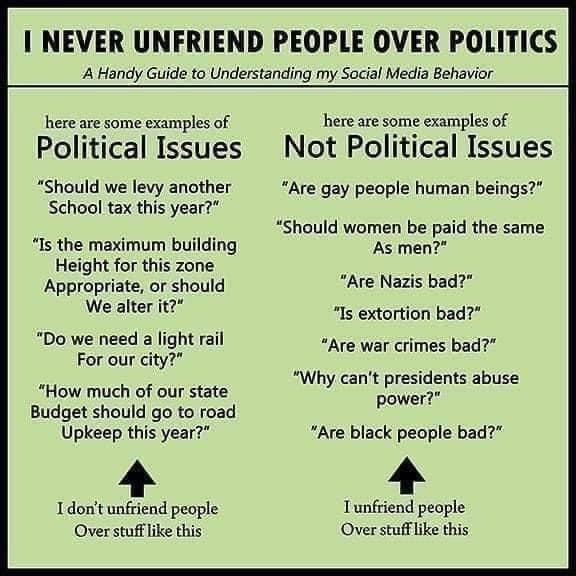 I NEVER UNFRIEND PEOPLE OVER POLITICS
A Handy Guide to Understanding my Social Media Behavior
here are some examples of
Political Issues
"Should we levy another
School tax this year?"
"Is the maximum building
Height for this zone
Appropriate, or should
We alter it?"
"Do we need a light rail
For our city?"
"How much of our state
Budget should go to road
Upkeep this year?"
I don't unfriend people
Over stuff like this
here are some examples of
Not Political Issues
"Are gay people human beings?"
"Should women be paid the same
As men?"
"Are Nazis bad?"
"Is extortion bad?"
"Are war crimes bad?"
"Why can't presidents abuse
power?"
"Are black people bad?"
I unfriend people
Over stuff like this